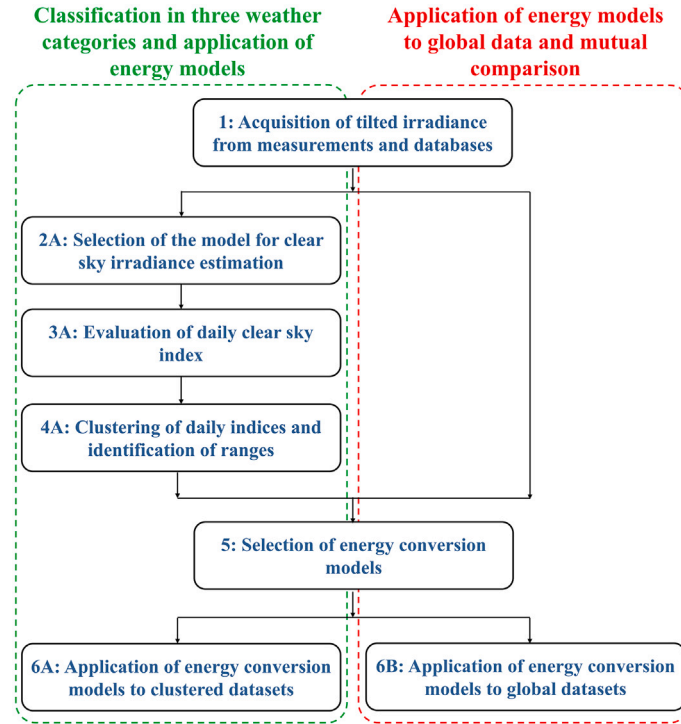 Classification in three weather
categories and application of
energy models
Application of energy models
to global data and mutual
comparison
1: Acquisition of tilted irradiance
from measurements and databases
2A: Selection of the model for clear
sky irradiance estimation
3A: Evaluation of daily clear sky
index
4A: Clustering of daily indices and
identification of ranges
5: Selection of energy conversion
models
6A: Application of energy conversion
models to clustered datasets
6B: Application of energy conversion
models to global datasets